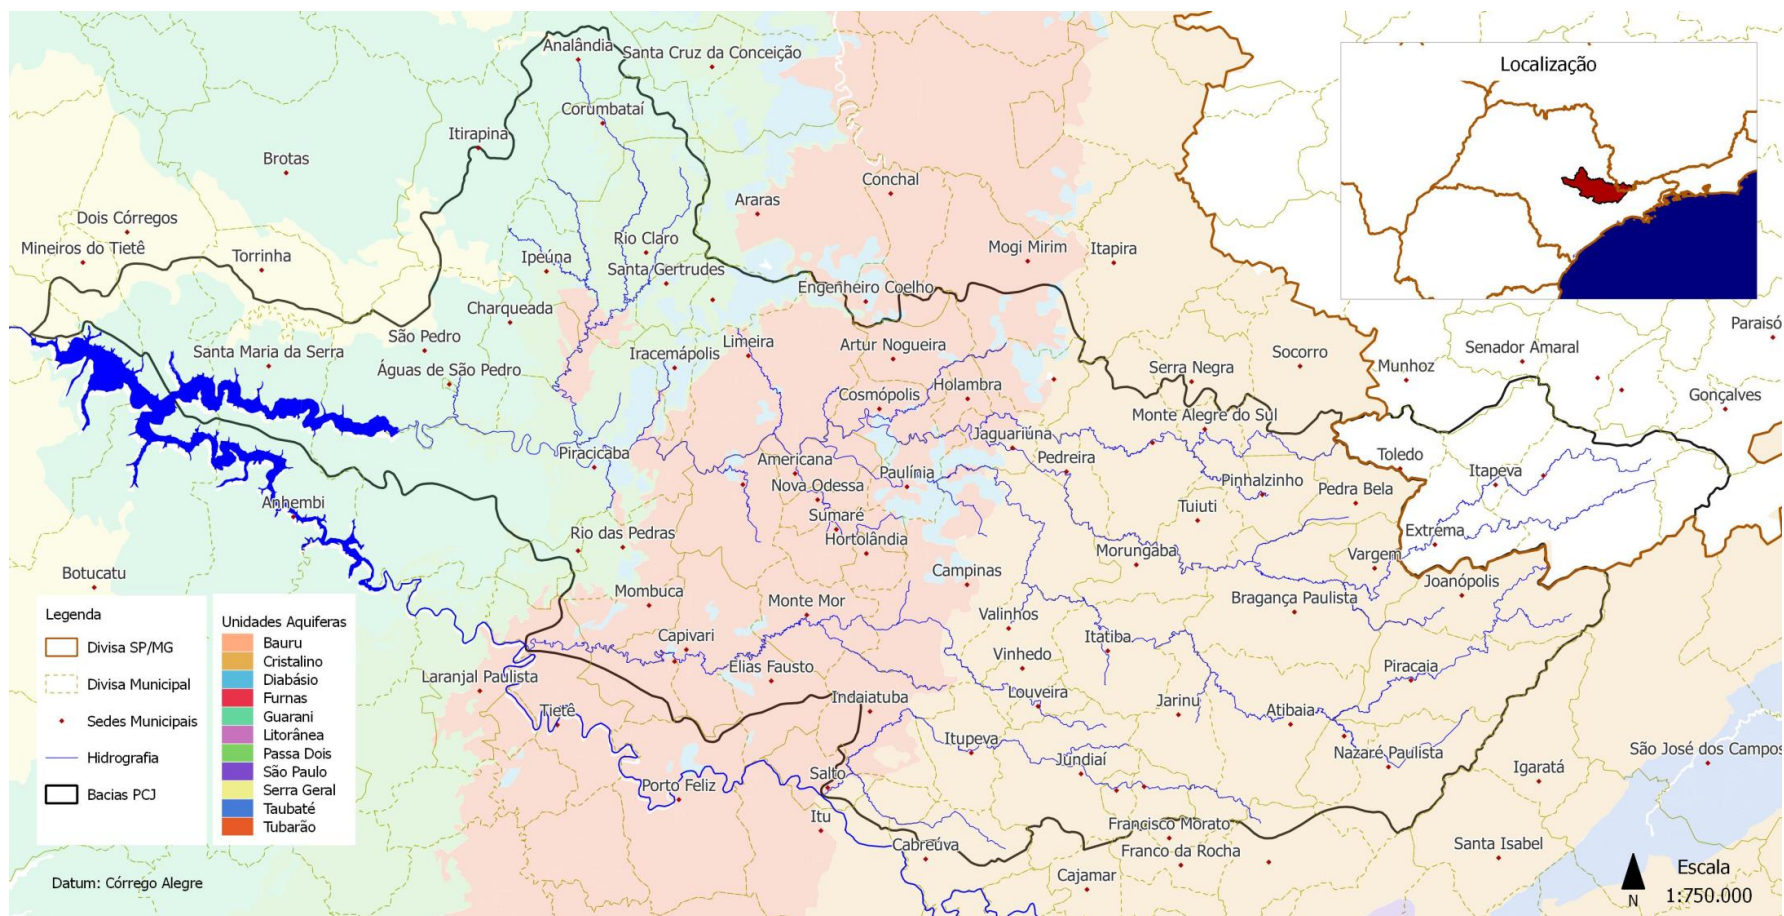 Analândia
Santa Cruz da Conceição
Localização
Corumbataí
Itirapina
Brotas
Conchal
Araras
Dois Córregos
Mineiros do Tietê
Torrinha
Rio Claro
Ipeúna
Santa Gertrudes
Mogi Mirim
Itapira
Engenheiro Coelho
Charqueada
São Pedro
Santa Maria da Serra
Águas de São Pedro
Iracemápolis
Limeira
Artur Nogueira
Paraisó
Senador Amaral
Socorro
Munhoz
Serra Negra
Gonçalves
Holambra
Cosmópolis
Monte Alegre do Sul
Jaguariúna
Toledo
Piracicaba
Americana
Pedreira
Paulínia
Itapeva
Nova Odessa
Pinhalzinho
Pedra Bela
Anhembi
Tuiuti
Sumaré
Rio das Pedras
Hortolândia
Extrema
Morungaba
Vargem
Botucatu
Campinas
Joanópolis
Mombuca
Monte Mor
Bragança Paulista
Valinhos
Itatiba
Capivari
Vinhedo
Elias Fausto
Piracaia
Laranjal Paulista
Indaiatuba
Louveira
Jarinu
Tietê
Atibaia
Itupeva
Nazaré Paulista
São José dos Campos
Jundiaí
Igaratá
Salto
Porto Feliz
Itu
Francisco Morato
Cabreúva
Franco da Rocha
Santa Isabel
Cajamar
Legenda
Divisa SP/MG
Divisa Municipal
Sedes Municipais
Hidrografia
Bacias PCJ
Unidades Aquiferas
Bauru
Cristalino
Diabásio
Furnas
Guarani
Litorânea
Passa Dois
São Paulo
Serra Geral
Taubaté
Tubarão
Datum: Córrego Alegre
N
Escala
1:750.000